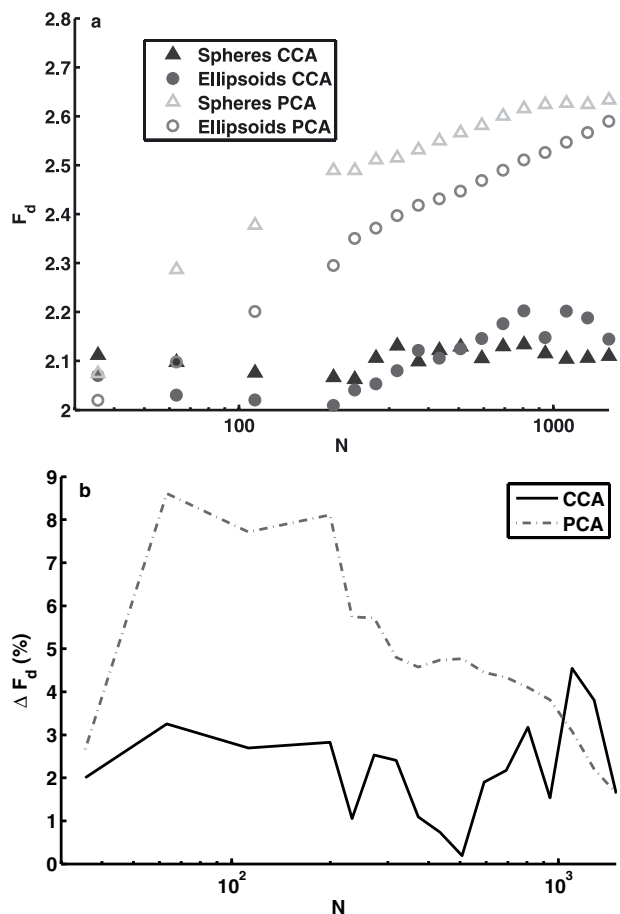 a
2.8
2.7
2.6
2.5
2.4
2.3
2.2
2.1
2
F_d
Spheres CCA
Ellipsoids CCA
Spheres PCA
Ellipsoids PCA
100
1000
N
b
9
8
7
6
5
4
3
2
1
0
Δ F_d (%)
CCA
PCA
10^2
10^3
N